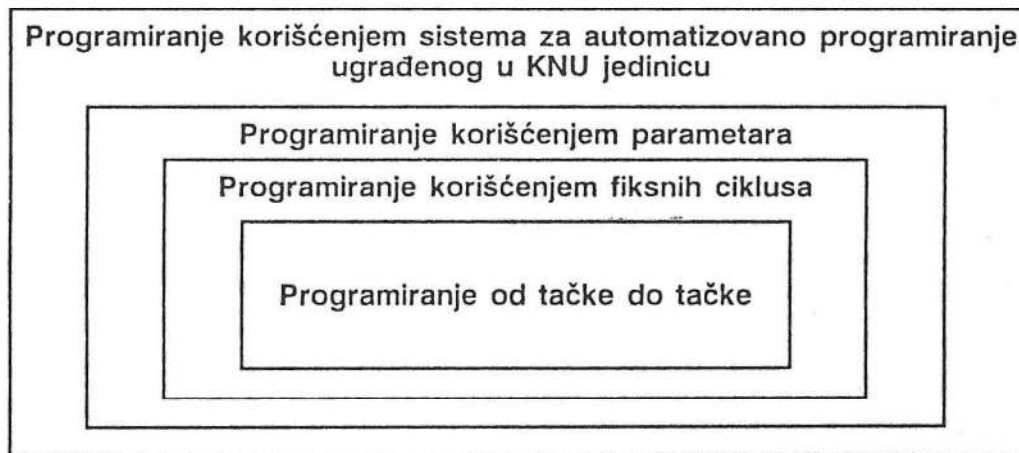 Programiranje korišćenjem sistema za automatizovano programiranje
ugrađenog u KNU jedinicu
Programiranje korišćenjem parametara
Programiranje korišćenjem fiksnih ciklusa
Programiranje od tačke do tačke